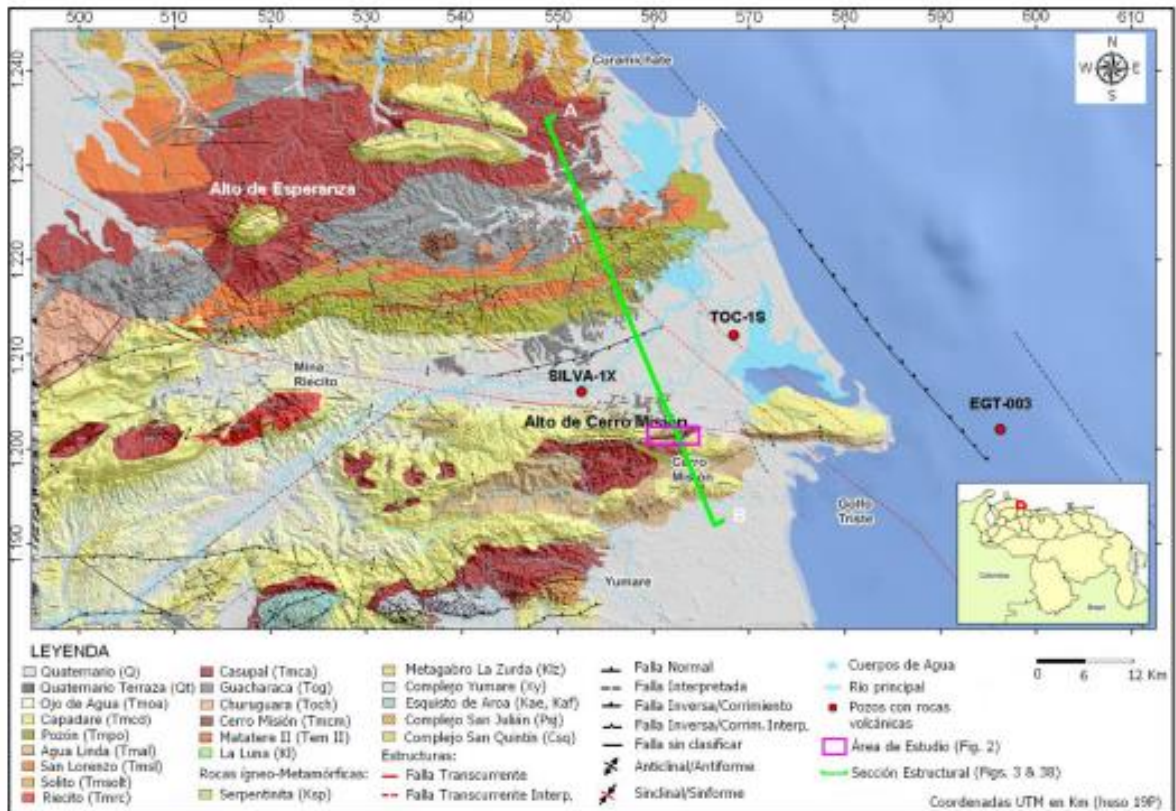 500 510 520 530 540 550 560 570 580 590 600 610
1.240
1.230
1.220
1.210
1.200
1.190
Curamichate
N
W E
S
A
Alto de Esperanza
TOC-1S
Mina
Riecito
SILVA-1X
EGT-003
Alto de Cerro Misión
Cerro
Misión
Golfo
Triste
B
Yumare
Colombia
Brasil
LEYENDA
Quaternario (Q)
Quaternario Terraza (Qt)
Ojo de Agua (Tmoa)
Capadare (Tmcd)
Pozón (Tmpo)
Agua Linda (Tmal)
San Lorenzo (Tmsl)
Solito (Tmsolt)
Riecito (Tmrc)
Casupal (Tmca)
Guacharaca (Tog)
Churuguara (Toch)
Cerro Misión (Tmcm)
Matatere II (Tem II)
La Luna (Kl)
Rocas ígneo-Metamórficas:
Serpentinita (Ksp)
Metagabro La Zurda (Klz)
Complejo Yumare (Xy)
Esquisto de Aroa (Kae, Kaf)
Complejo San Julián (Psj)
Complejo San Quintín (Csq)
Estructuras:
Falla Transcurrente
Falla Transcurrente Interp.
Falla Normal
Falla Interpretada
Falla Inversa/Corrimiento
Falla Inversa/Corrim. Interp.
Falla sin clasificar
Anticlinal/Antiforme
Sinclinal/Sinforme
Cuerpos de Agua
Río principal
Pozos con rocas
volcánicas
Área de Estudio (Fig. 2)
Sección Estructural (Figs. 3 & 38)
0 6 12 Km
Coordenadas UTM en Km (huso 19P)